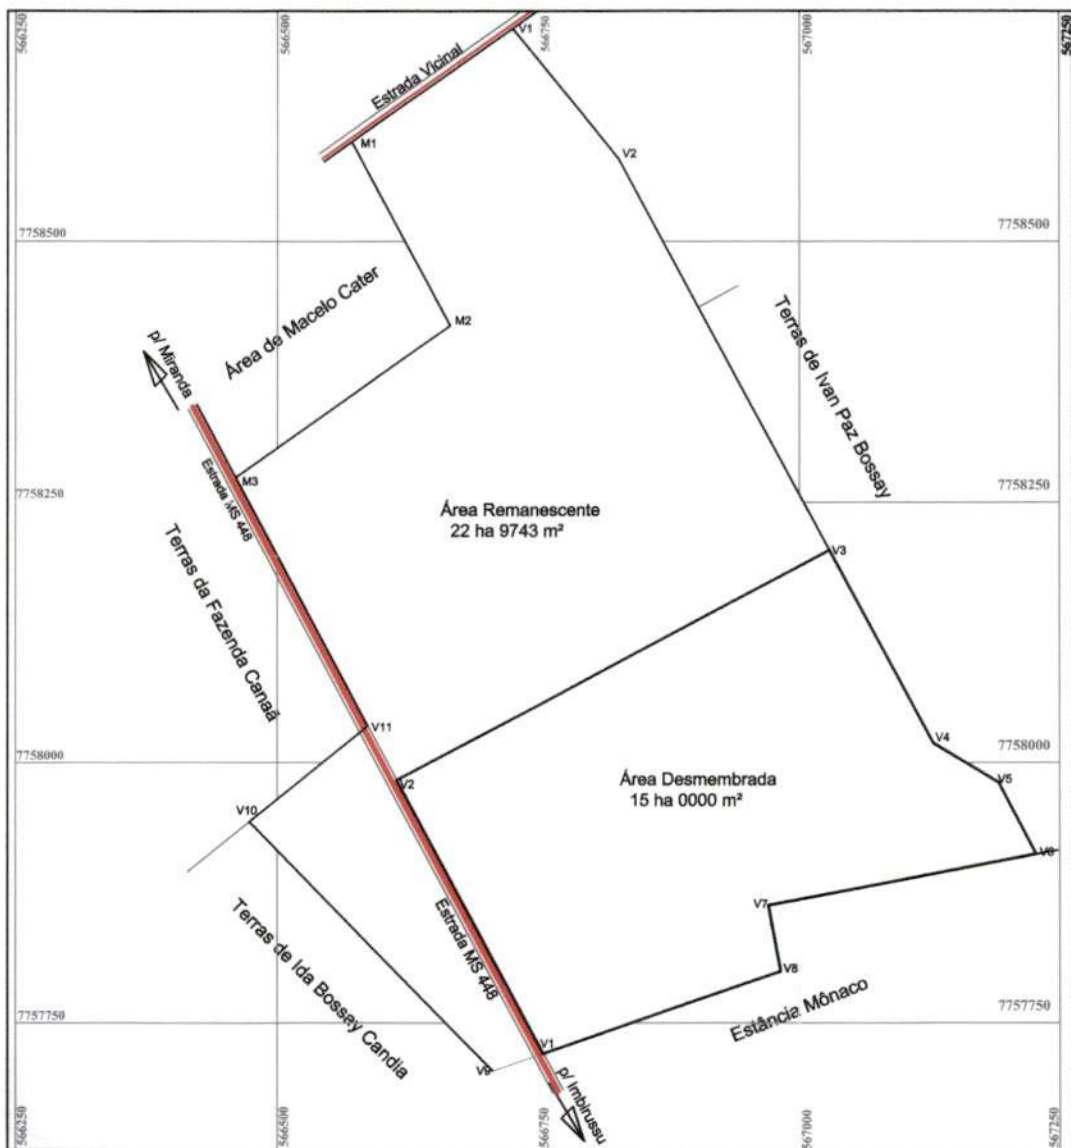 566250
566500
566750
567000
567250
V1
Estrada Vicinal
M1
V2
7758500
7758500
Área de Macelo Cater
M2
Terras de Ivan Paz Bossay
p/ Miranda
M3
Estrada MS 448
7758250
7758250
Área Remanescente
22 ha 9743 m²
Terras da Fazenda Canaã
V3
V11
V4
7758000
7758000
V2
Área Desmembrada
15 ha 0000 m²
V5
V10
V6
V7
Terras de Ida Bossay Candia
Estrada MS 448
V8
Estância Mônaco
7757750
7757750
V1
V9
p/ Imbirussu
566250
566500
566750
567000
567250